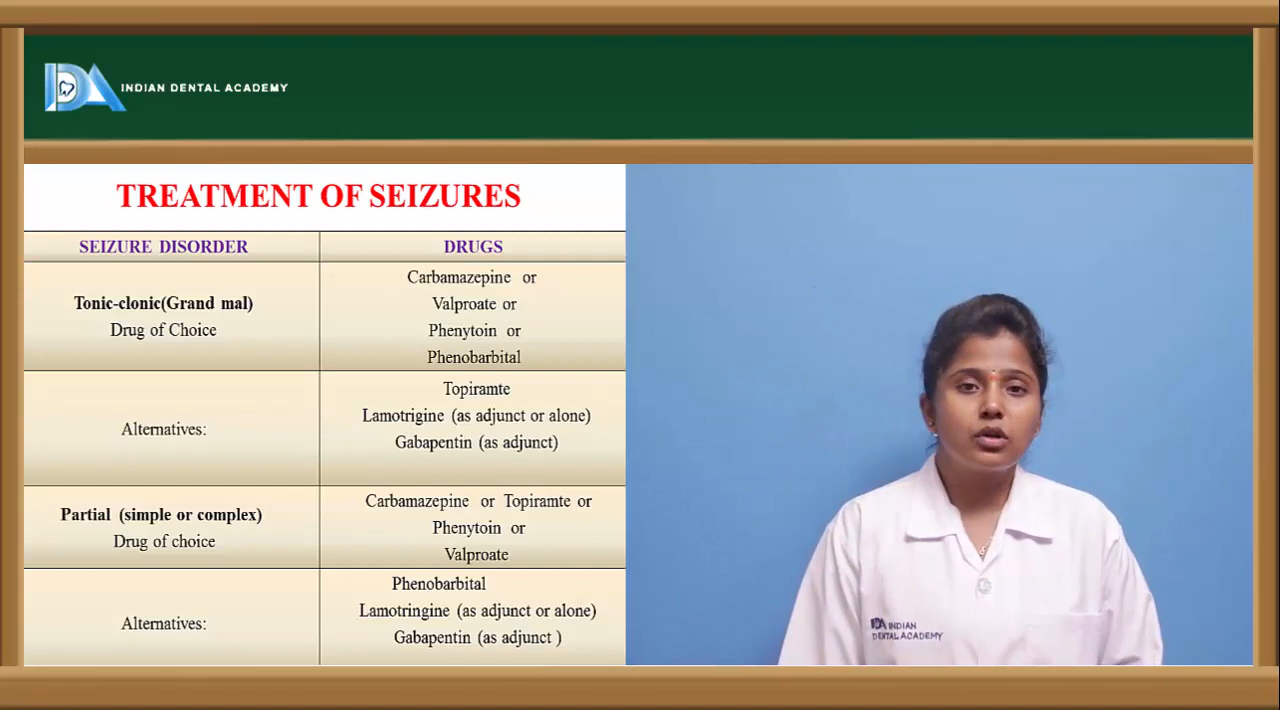 INDIAN DENTAL ACADEMY
TREATMENT OF SEIZURES
SEIZURE DISORDER
DRUGS
Tonic-clonic(Grand mal)
Drug of Choice
Carbamazepine or
Valproate or
Phenytoin or
Phenobarbital
Alternatives:
Topiramte
Lamotrigine (as adjunct or alone)
Gabapentin (as adjunct)
Partial (simple or complex)
Drug of choice
Carbamazepine or Topiramte or
Phenytoin or
Valproate
Alternatives:
Phenobarbital
Lamotringine (as adjunct or alone)
Gabapentin (as adjunct )
IDA INDIAN
DENTAL ACADEMY